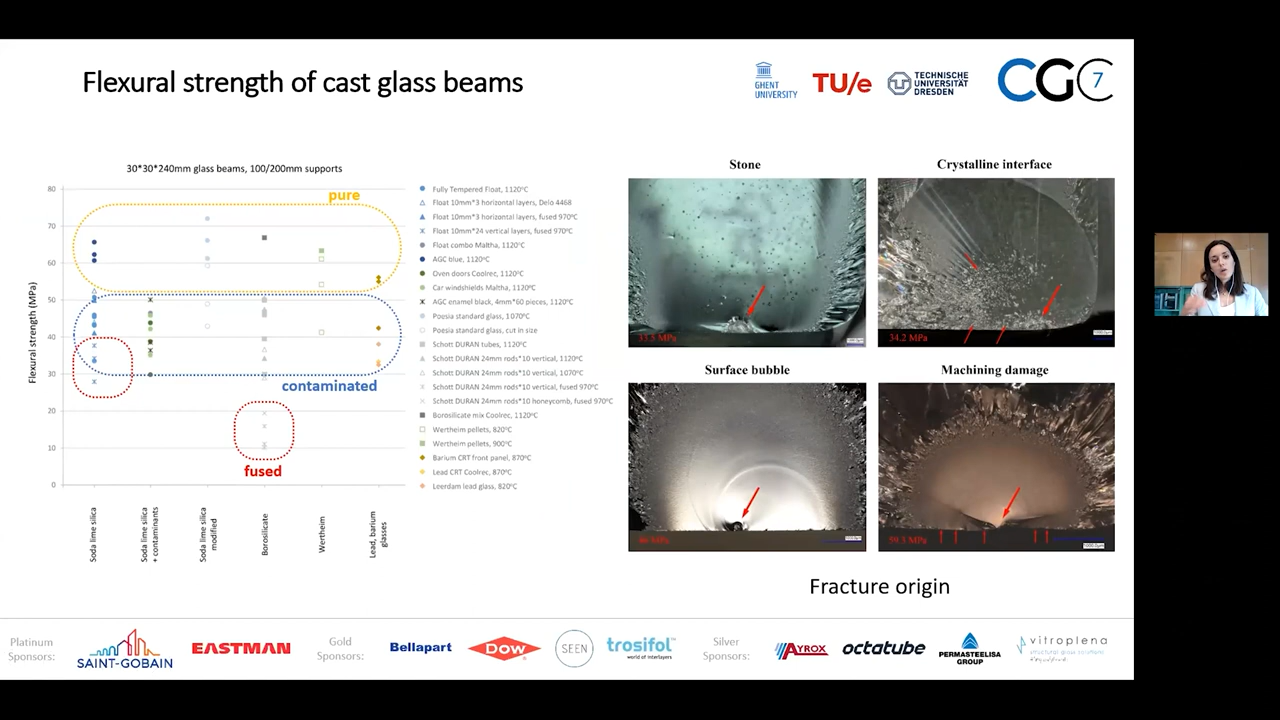 Flexural strength of cast glass beams
GHENT
UNIVERSITY
TU/e
TECHNISCHE
UNIVERSITÄT
DRESDEN
CGC
7
30*30*240mm glass beams, 100/200mm supports
Flexural strength (MPa)
80
70
60
50
40
30
20
10
0
pure
contaminated
fused
Soda lime silica
Soda lime silica
+ contaminants
Soda lime silica
modified
Borosilicate
Wertheim
Lead, barium
glasses
Fully Tempered Float, 1120°C
Float 10mm*3 horizontal layers, Delo 4468
Float 10mm*3 horizontal layers, fused 970°C
Float 10mm*24 vertical layers, fused 970°C
Float combo Maltha, 1120°C
AGC blue, 1120°C
Oven doors Coolrec, 1120°C
Car windshields Maltha, 1120°C
AGC enamel black, 4mm*60 pieces, 1120°C
Poesia standard glass, 1070°C
Poesia standard glass, cut in size
Schott DURAN tubes, 1120°C
Schott DURAN 24mm rods*10 vertical, 1120°C
Schott DURAN 24mm rods*10 vertical, 1070°C
Schott DURAN 24mm rods*10 vertical, fused 970°C
Schott DURAN 24mm rods*10 honeycomb, fused 970°C
Borosilicate mix Coolrec, 1120°C
Wertheim pellets, 820°C
Wertheim pellets, 900°C
Barium CRT front panel, 870°C
Lead CRT Coolrec, 870°C
Leerdam lead glass, 820°C
Stone
Crystalline interface
33.5 MPa
34.2 MPa
Surface bubble
Machining damage
MPa
59.5 MPa
Fracture origin
Platinum
Sponsors:
SAINT-GOBAIN
EASTMAN
Gold
Sponsors:
Bellapart
DOW
SEEN
trosifol™
world of interlayers
Silver
Sponsors:
AYROX
octatube
PERMASTEELISA
GROUP
vitroplena
structural glass solutions